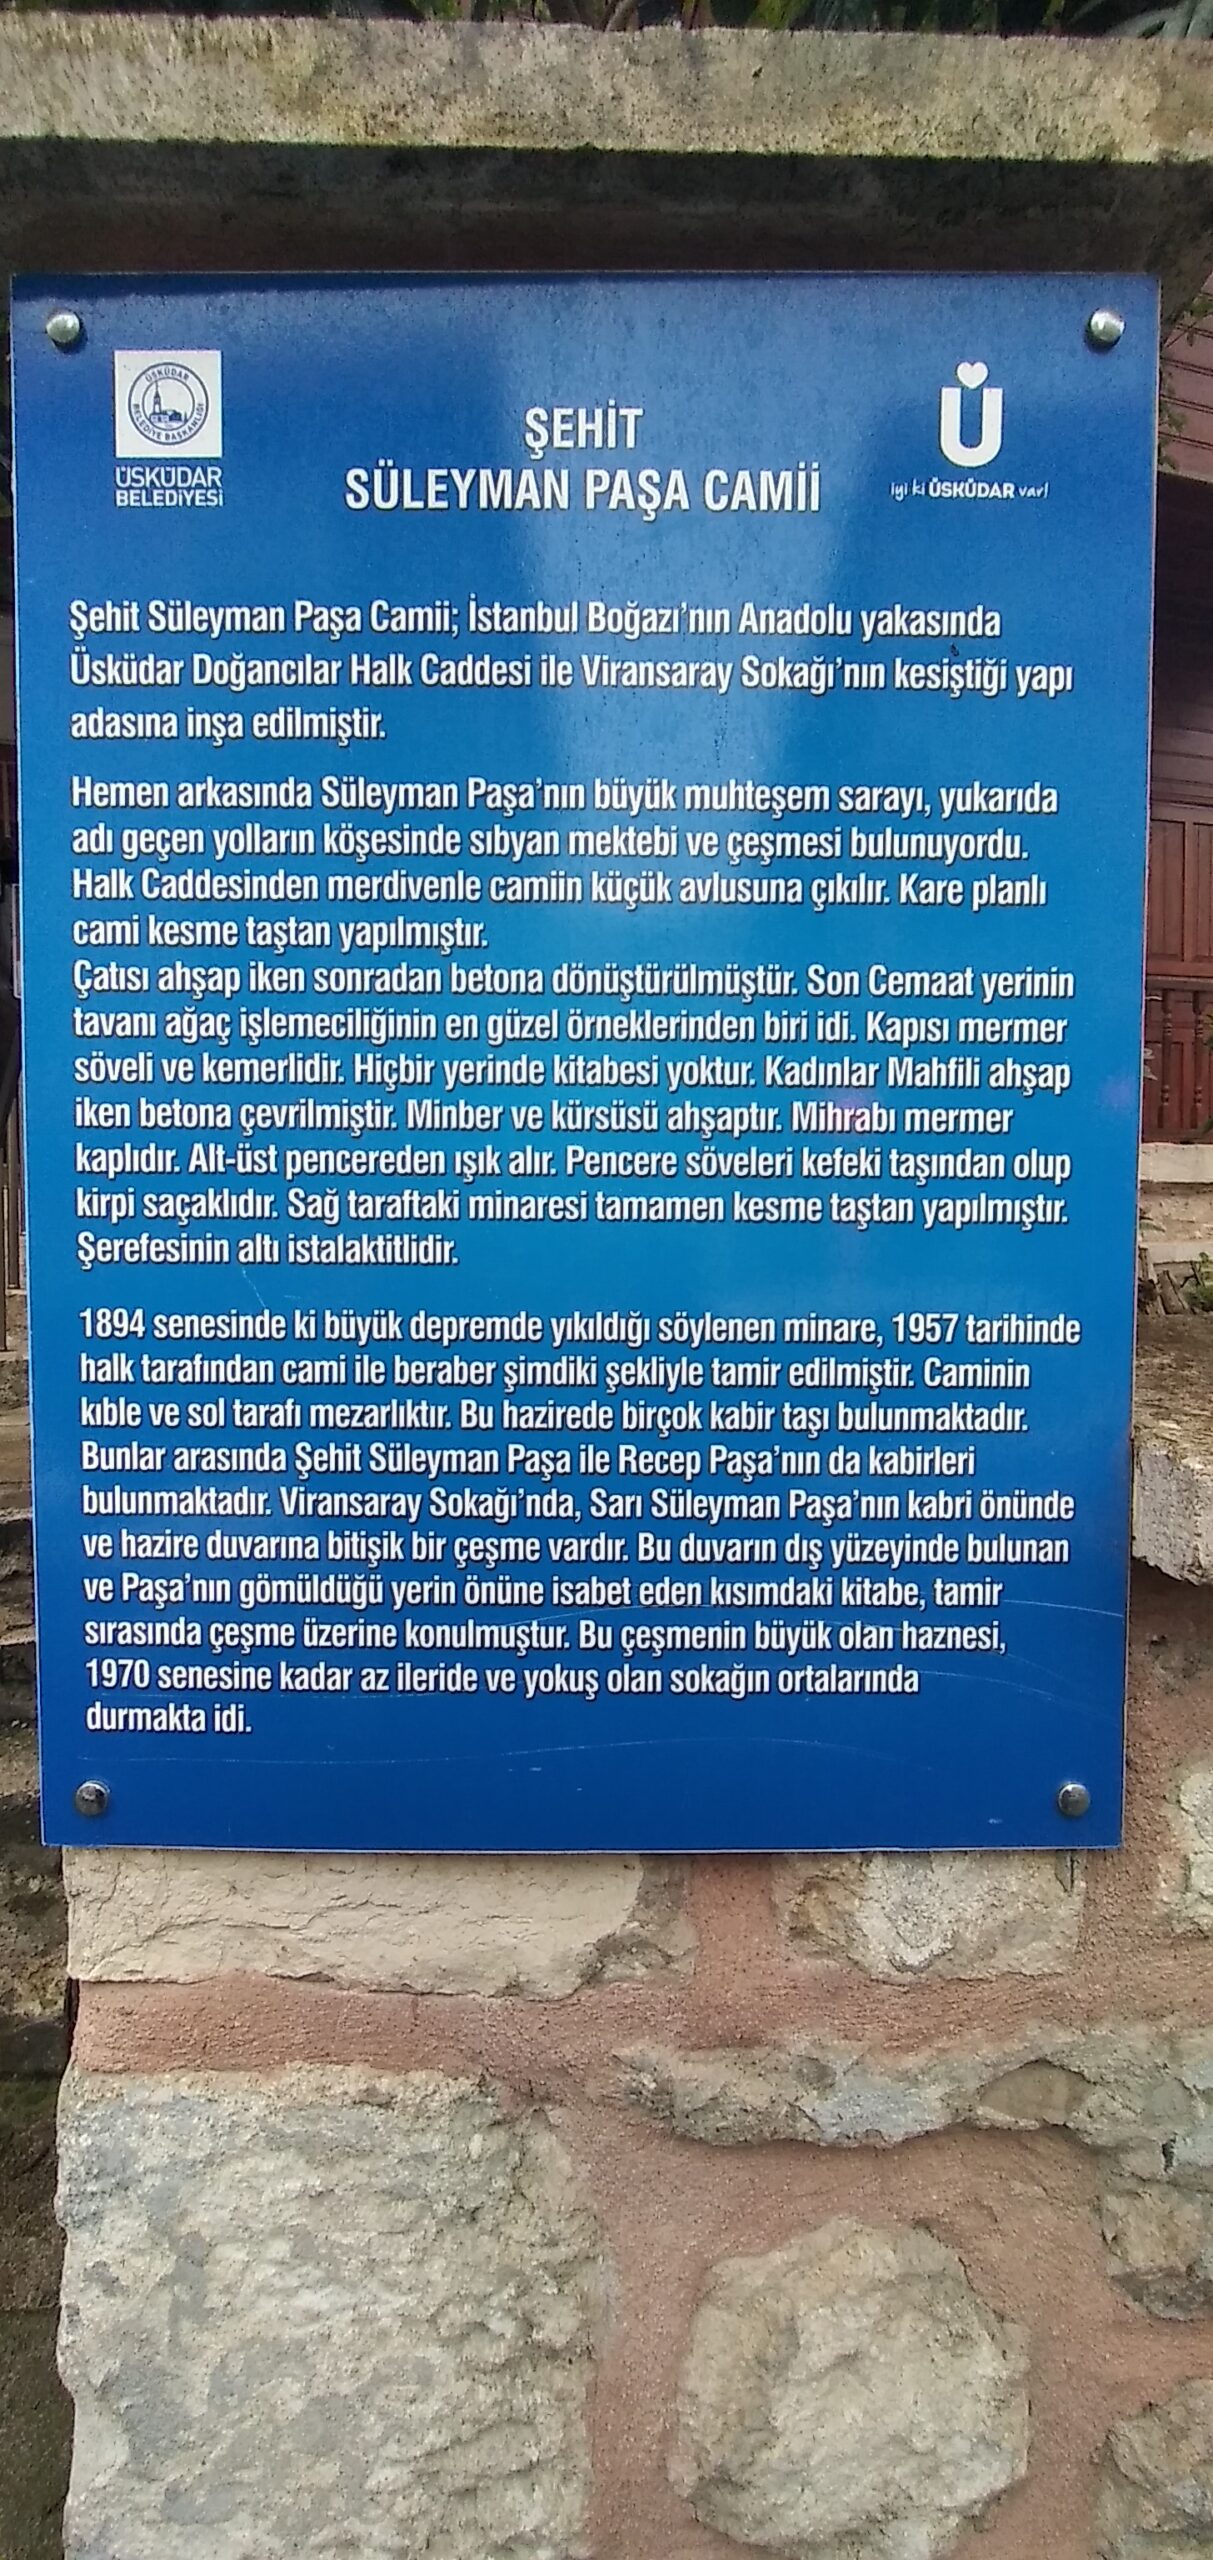 ÜSKÜDAR
BELEDİYE BAŞKANLIĞI
ÜSKÜDAR
BELEDİYESİ
ŞEHİT
SÜLEYMAN PAŞA CAMİİ
Ü
iyi ki ÜSKÜDAR var!
Şehit Süleyman Paşa Camii; İstanbul Boğazı’nın Anadolu yakasında
Üsküdar Doğancılar Halk Caddesi ile Viransaray Sokağı’nın kesiştiği yapı
adasına inşa edilmiştir.
Hemen arkasında Süleyman Paşa’nın büyük muhteşem sarayı, yukarıda
adı geçen yolların köşesinde sıbyan mektebi ve çeşmesi bulunuyordu.
Halk Caddesinden merdivenle camiin küçük avlusuna çıkılır. Kare planlı
cami kesme taştan yapılmıştır.
Çatısı ahşap iken sonradan betona dönüştürülmüştür. Son Cemaat yerinin
tavanı ağaç işlemeciliğinin en güzel örneklerinden biri idi. Kapısı mermer
söveli ve kemerlidir. Hiçbir yerinde kitabesi yoktur. Kadınlar Mahfili ahşap
iken betona çevrilmiştir. Minber ve kürsüsü ahşaptır. Mihrabı mermer
kaplıdır. Alt-üst pencereden ışık alır. Pencere söveleri kefeki taşından olup
kirpi saçaklıdır. Sağ taraftaki minaresi tamamen kesme taştan yapılmıştır.
Şerefesinin altı istalaktitlidir.
1894 senesinde ki büyük depremde yıkıldığı söylenen minare, 1957 tarihinde
halk tarafından cami ile beraber şimdiki şekliyle tamir edilmiştir. Caminin
kıble ve sol tarafı mezarlıktır. Bu hazirede birçok kabir taşı bulunmaktadır.
Bunlar arasında Şehit Süleyman Paşa ile Recep Paşa’nın da kabirleri
bulunmaktadır. Viransaray Sokağı’nda, Sarı Süleyman Paşa’nın kabri önünde
ve hazire duvarına bitişik bir çeşme vardır. Bu duvarın dış yüzeyinde bulunan
ve Paşa’nın gömüldüğü yerin önüne isabet eden kısımdaki kitabe, tamir
sırasında çeşme üzerine konulmuştur. Bu çeşmenin büyük olan haznesi,
1970 senesine kadar az ileride ve yokuş olan sokağın ortalarında
durmakta idi.